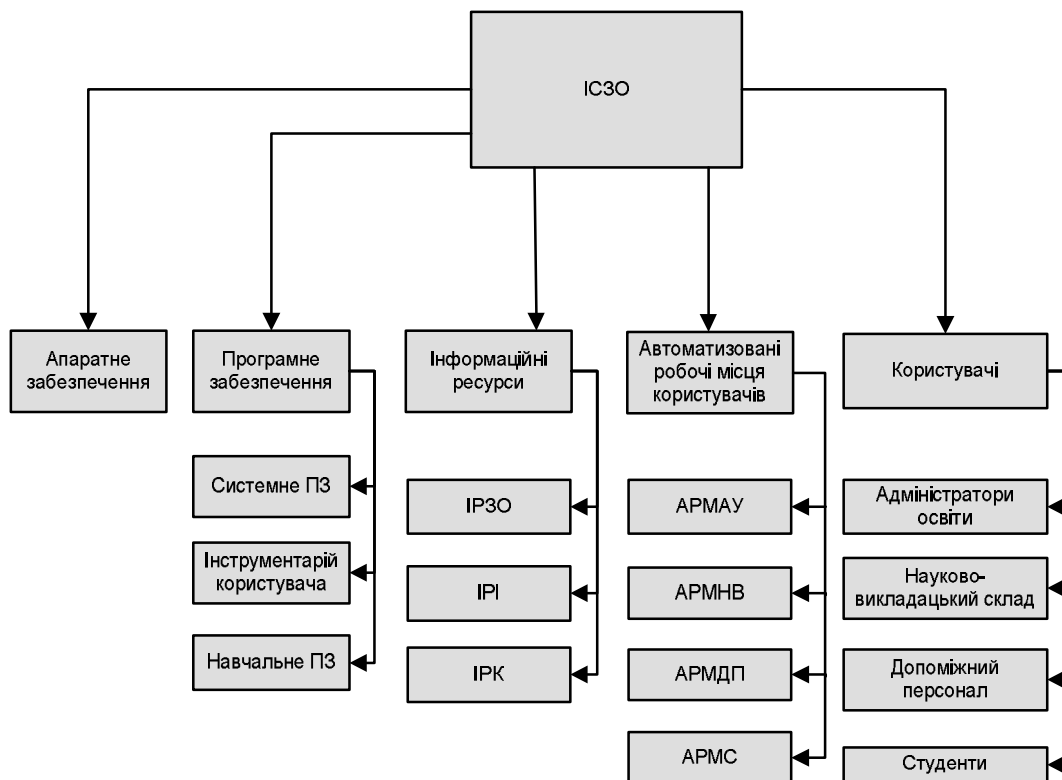 ІСЗО
Апаратне
забезпечення
Програмне
забезпечення
Інформаційні
ресурси
Автоматизовані
робочі місця
користувачів
Користувачі
Системне ПЗ
Інструментарій
користувача
Навчальне ПЗ
ІРЗО
ІРІ
ІРК
АРМАУ
АРМНВ
АРМДП
АРМС
Адміністратори
освіти
Науково-
викладацький склад
Допоміжний
персонал
Студенти